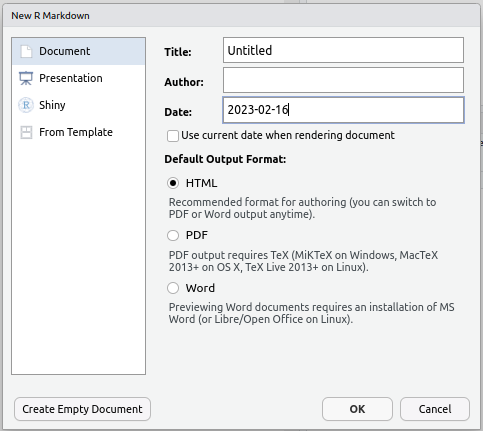 New R Markdown
Document
Presentation
Shiny
From Template
Title: Untitled
Author:
Date: 2023-02-16
Use current date when rendering document
Default Output Format:
HTML
Recommended format for authoring (you can switch to
PDF or Word output anytime).
PDF
PDF output requires TeX (MiKTeX on Windows, MacTeX
2013+ on OS X, TeX Live 2013+ on Linux).
Word
Previewing Word documents requires an installation of MS
Word (or Libre/Open Office on Linux).
Create Empty Document
OK
Cancel